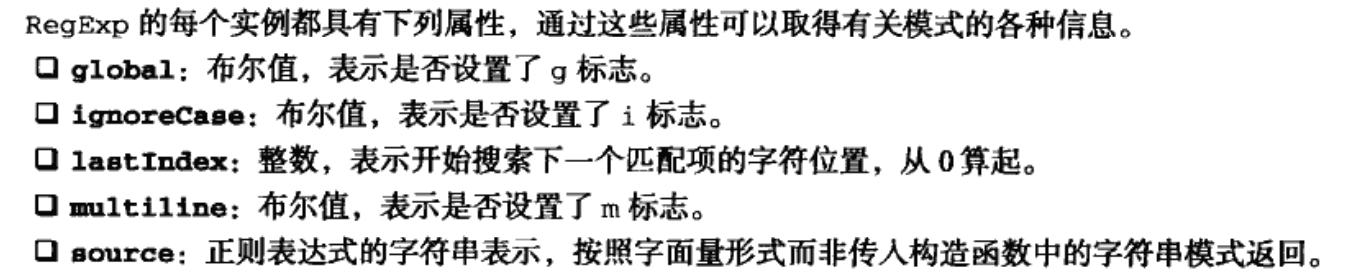 RegExp 的每个实例都具有下列属性，通过这些属性可以取得有关模式的各种信息。
❑ global：布尔值，表示是否设置了 g 标志。
❑ ignoreCase：布尔值，表示是否设置了 i 标志。
❑ lastIndex：整数，表示开始搜索下一个匹配项的字符位置，从 0 算起。
❑ multiline：布尔值，表示是否设置了 m 标志。
❑ source：正则表达式的字符串表示，按照字面量形式而非传入构造函数中的字符串模式返回。